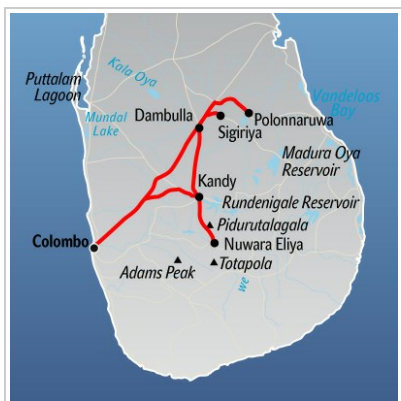 Puttalam
Lagoon
Kala Oya
Mundal
Lake
Dambulla
Sigiriya
Polonnaruwa
Vandeloos
Bay
Madura Oya
Reservoir
Kandy
Rundenigale Reservoir
Pidurutalagala
Colombo
Nuwara Eliya
Adams Peak
Totapola
we